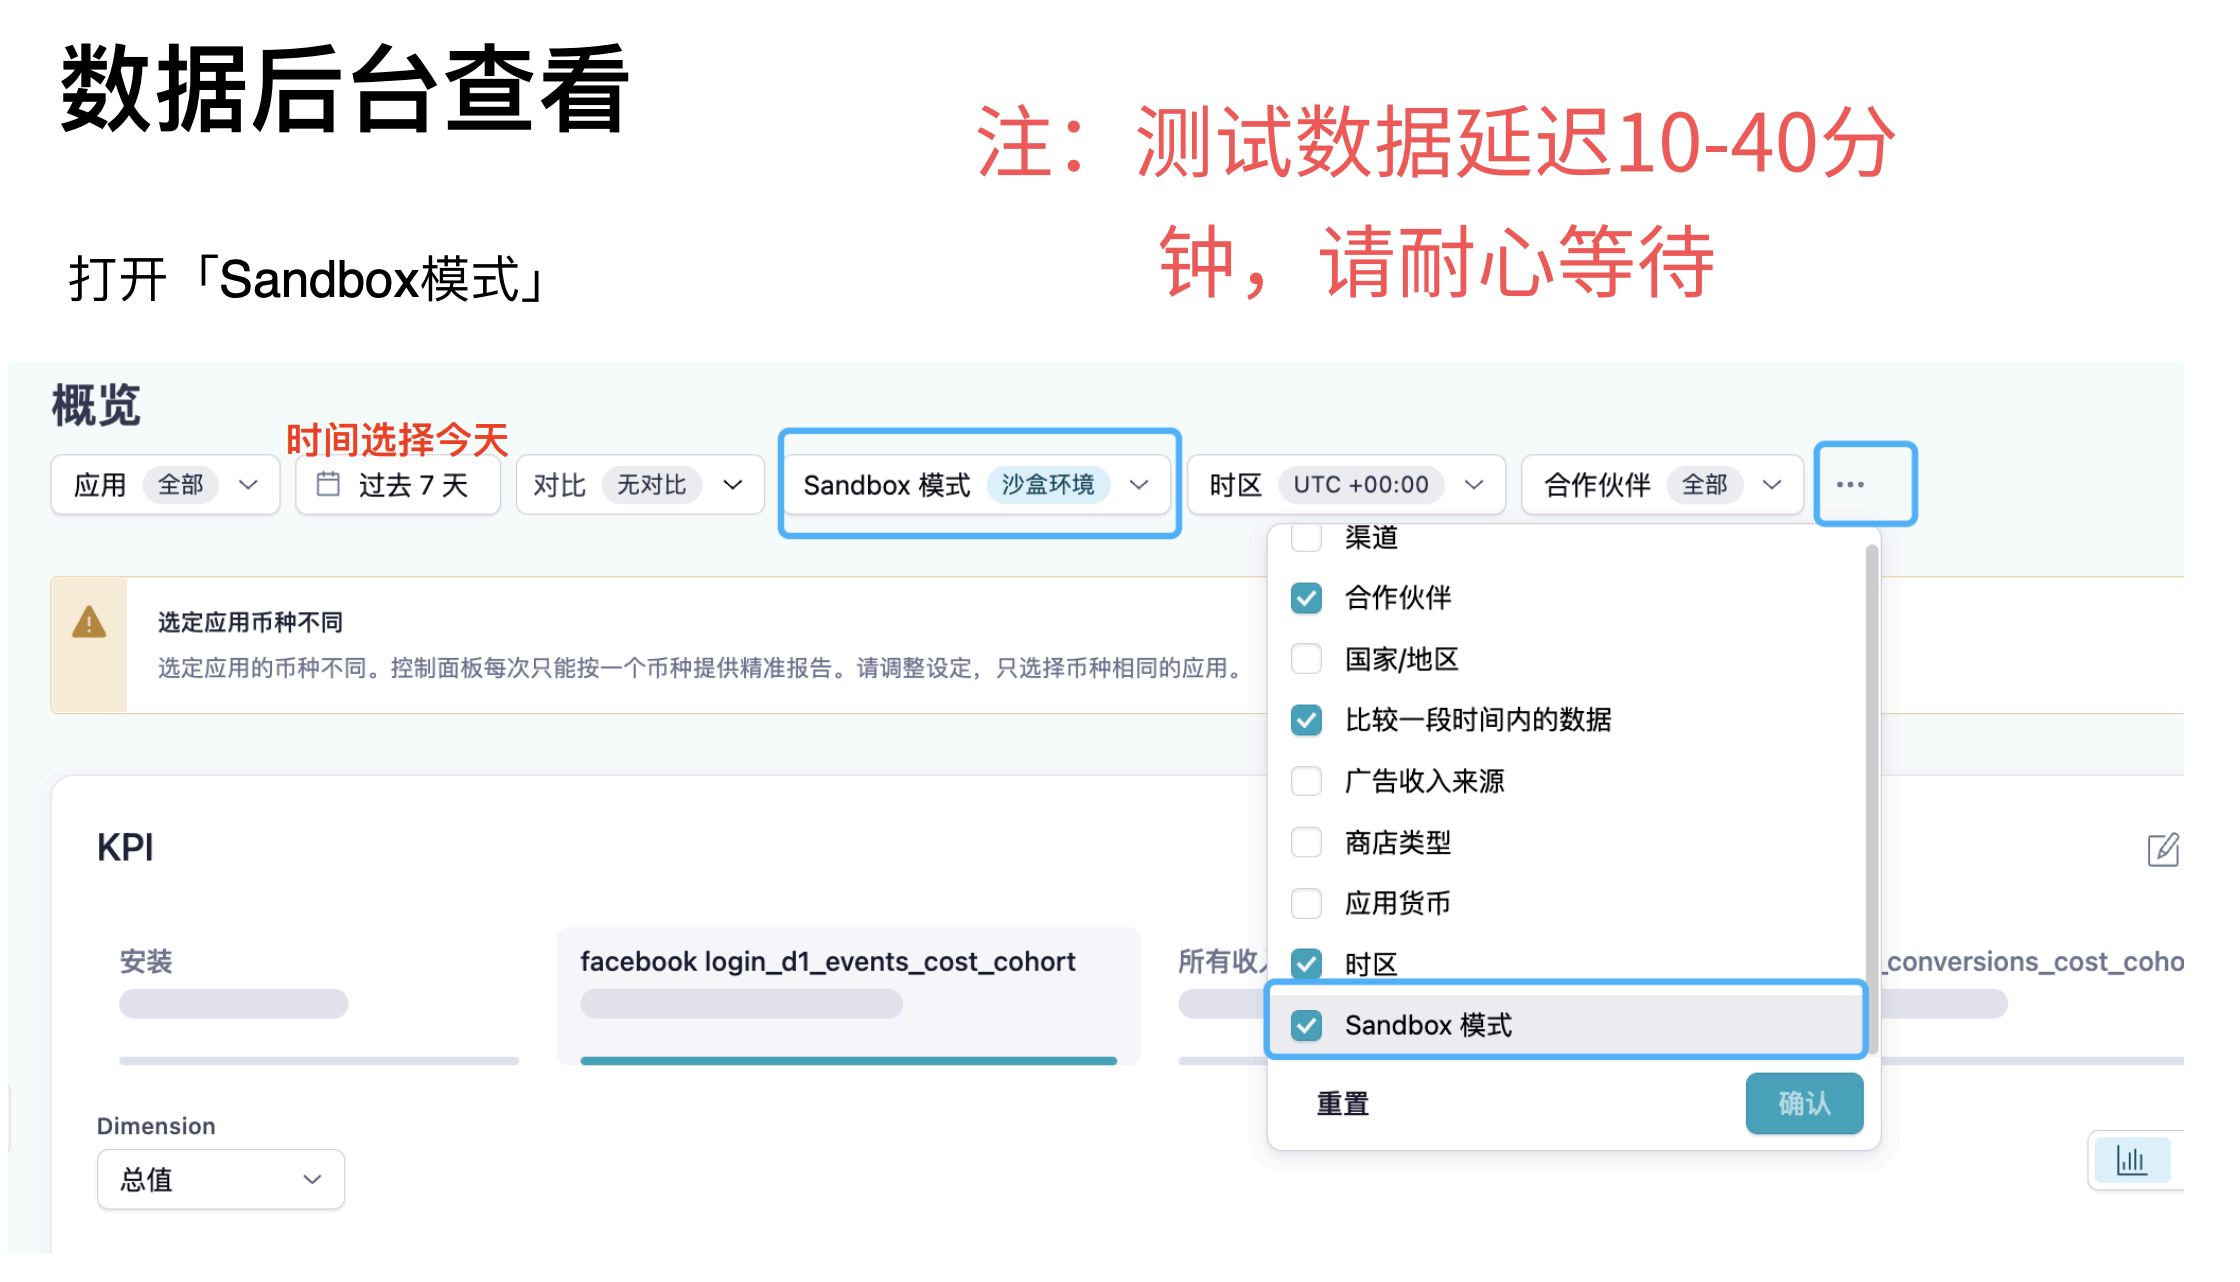 数据后台查看
注：测试数据延迟10-40分
钟，请耐心等待
打开「Sandbox模式」
概览
时间选择今天
应用 全部
过去 7 天
对比 无对比
Sandbox 模式 沙盒环境
时区 UTC +00:00
合作伙伴 全部
···
渠道
合作伙伴
国家/地区
比较一段时间内的数据
广告收入来源
商店类型
应用货币
时区
Sandbox 模式
重置
确认
选定应用币种不同
选定应用的币种不同。控制面板每次只能按一个币种提供精准报告。请调整设定，只选择币种相同的应用。
KPI
安装
facebook login_d1_events_cost_cohort
所有收
_conversions_cost_coho
Dimension
总值